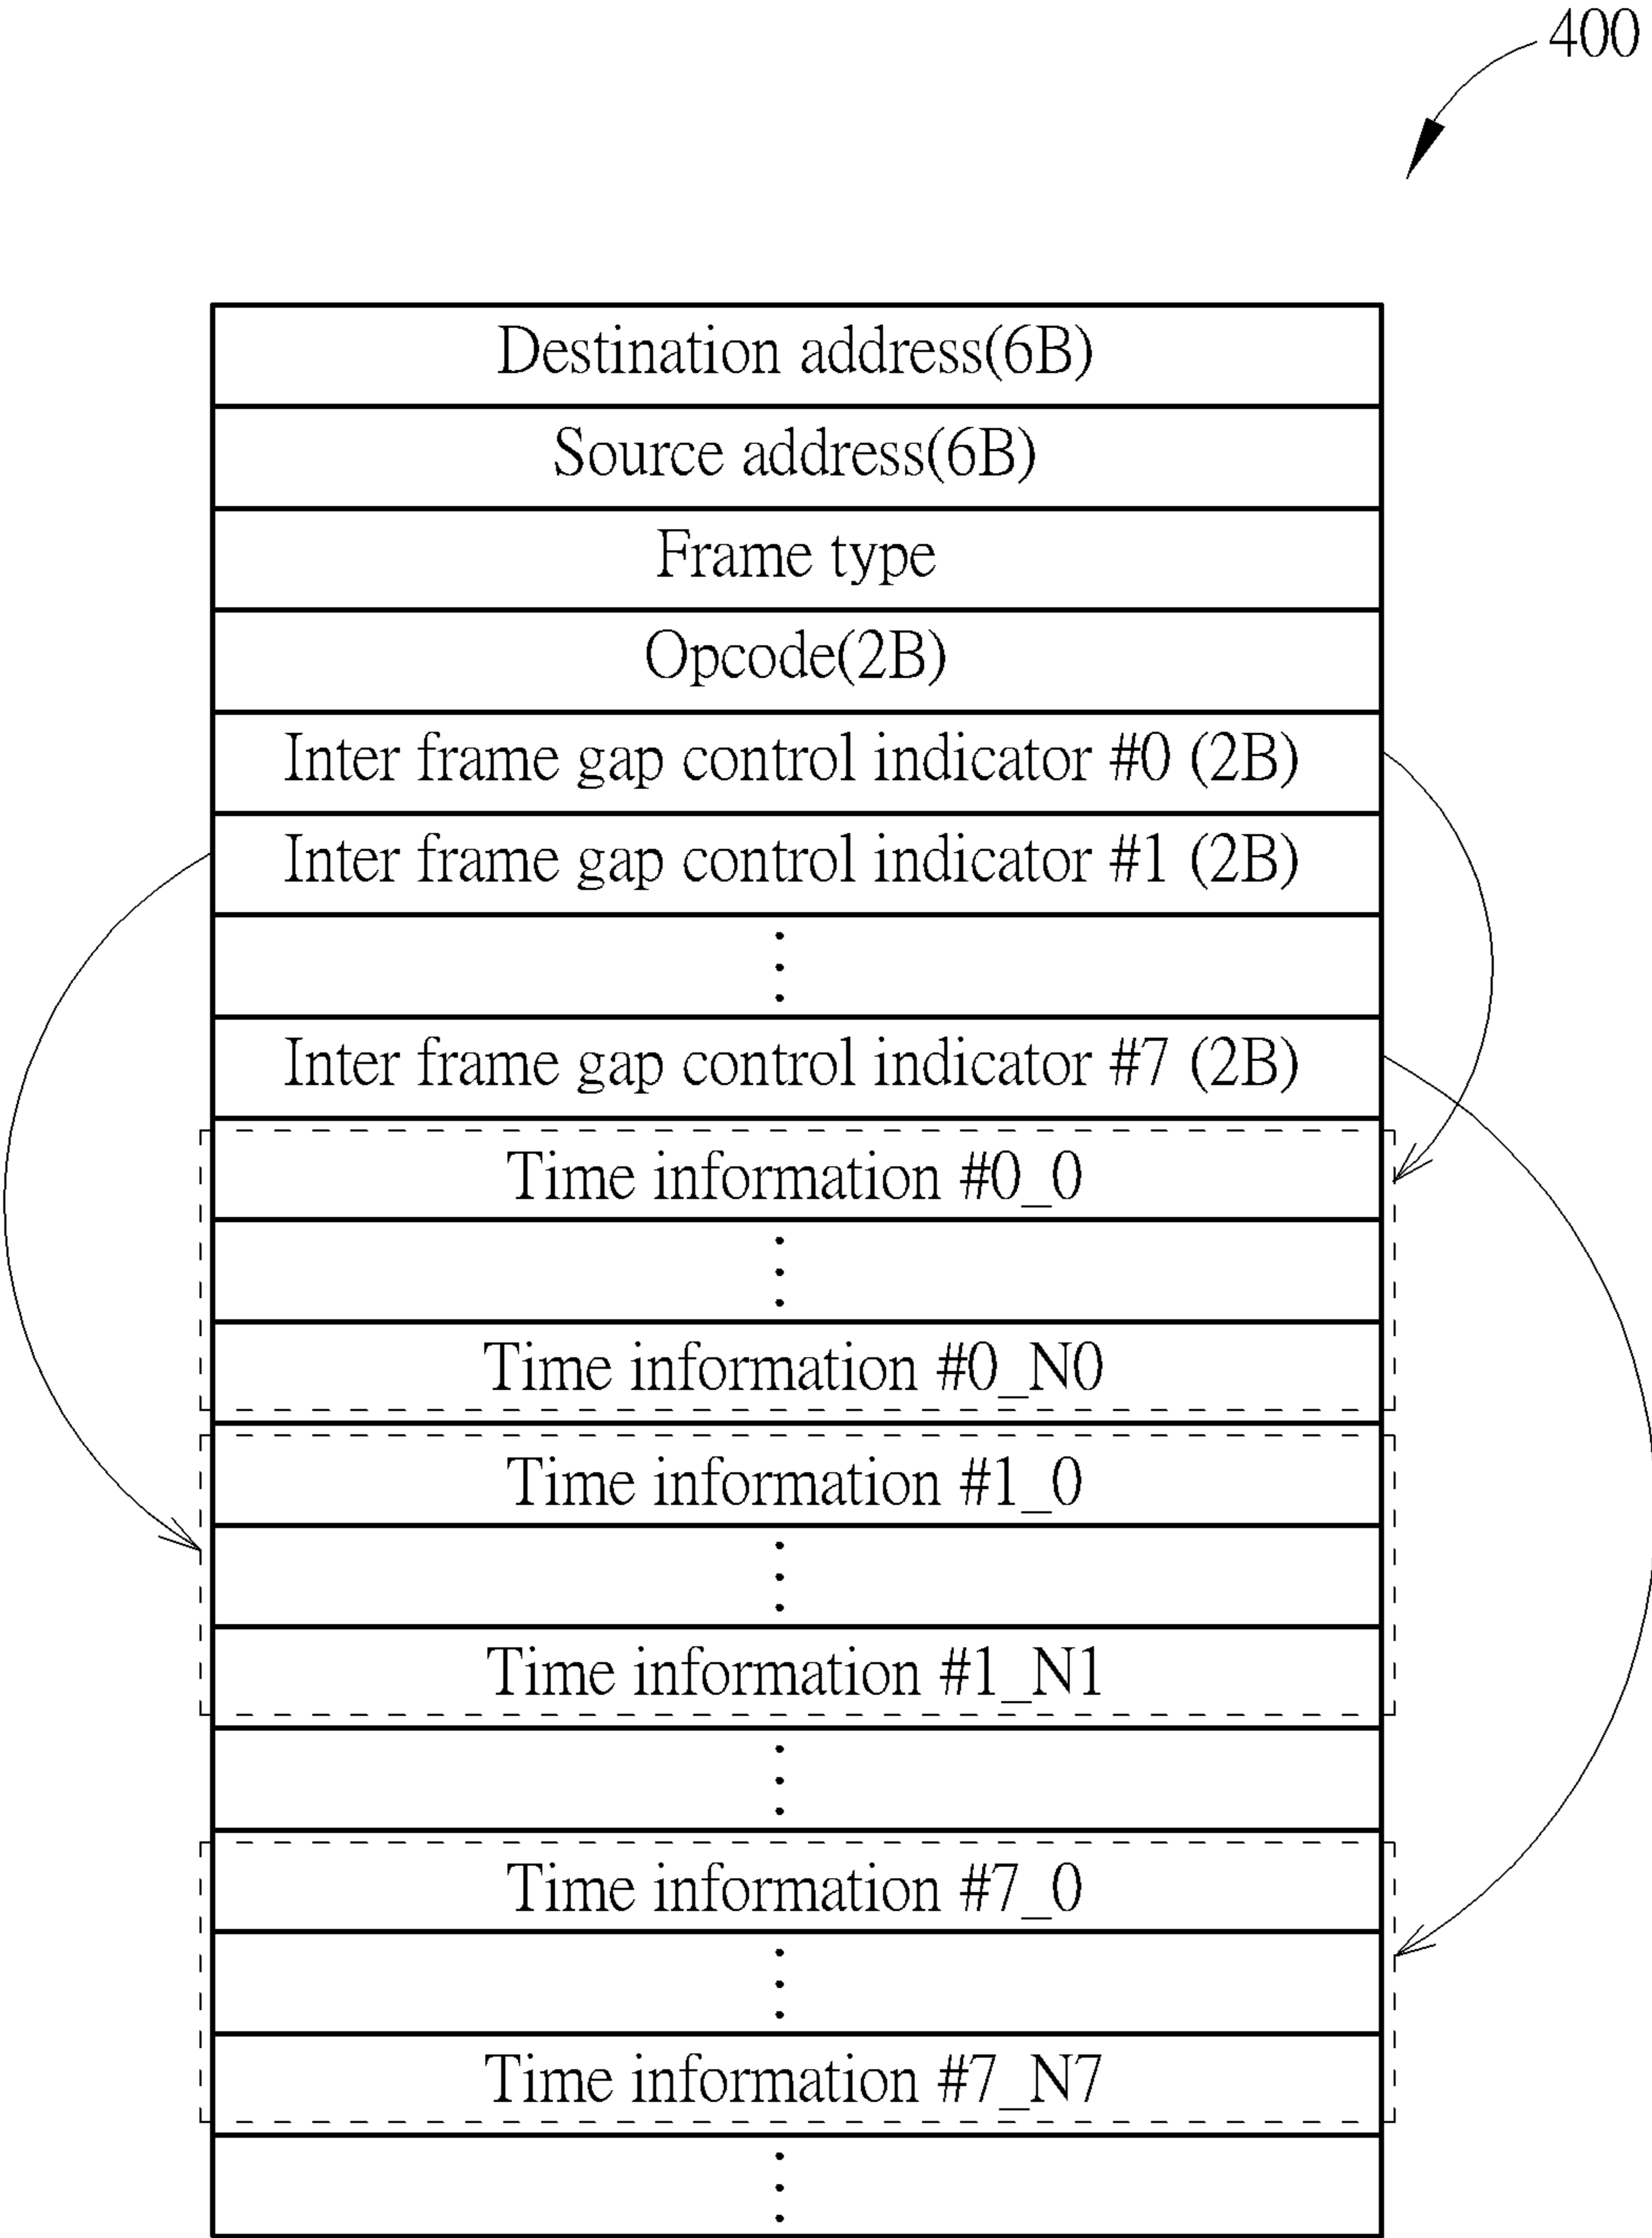 400
Destination address(6B)
Source address(6B)
Frame type
Opcode(2B)
Inter frame gap control indicator #0 (2B)
Inter frame gap control indicator #1 (2B)
Inter frame gap control indicator #7 (2B)
Time information #0_0
Time information #0_N0
Time information #1_0
Time information #1_N1
Time information #7_0
Time information #7_N7